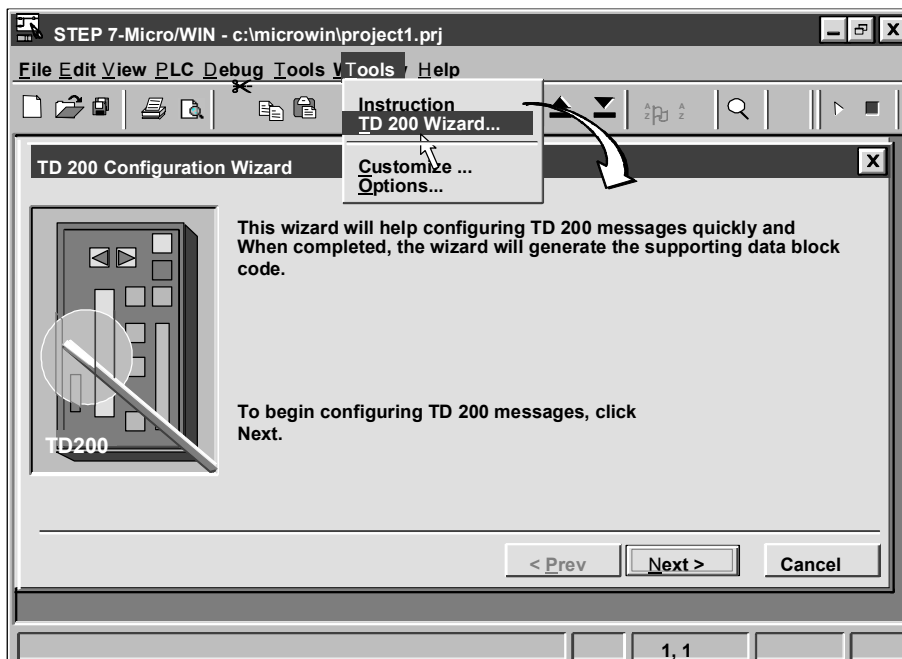 STEP 7-Micro/WIN - c:\microwin\project1.prj
File Edit View PLC Debug Tools W Tools Help
Instruction
TD 200 Wizard...
Customize ...
Options...
TD 200 Configuration Wizard
This wizard will help configuring TD 200 messages quickly and
When completed, the wizard will generate the supporting data block
code.
To begin configuring TD 200 messages, click
Next.
TD200
< Prev Next > Cancel
1, 1